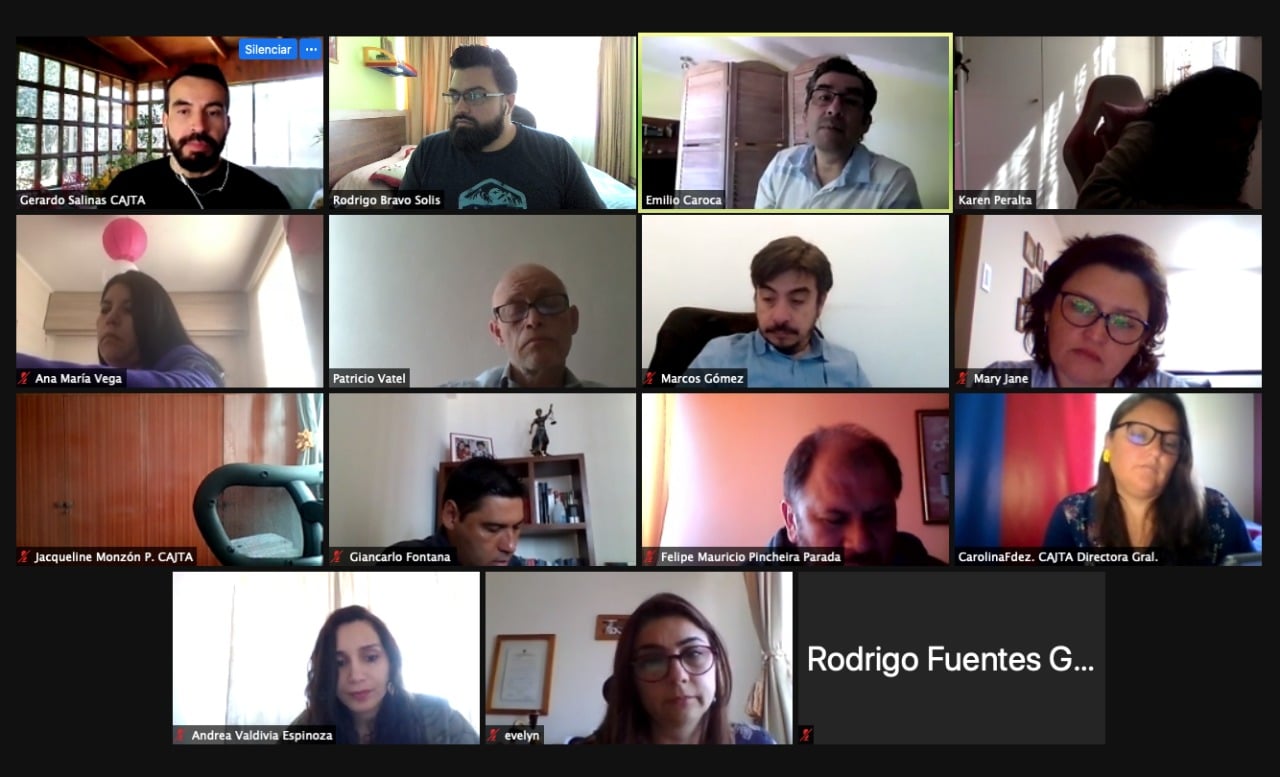 Silenciar
Gerardo Salinas CAJTA
Rodrigo Bravo Solis
Emilio Caroca
Karen Peralta
Ana María Vega
Patricio Vatel
Marcos Gómez
Mary Jane
Jacqueline Monzón P. CAJTA
Giancarlo Fontana
Felipe Mauricio Pincheira Parada
CarolinaFdez. CAJTA Directora Gral.
Andrea Valdivia Espinoza
evelyn
Rodrigo Fuentes G...